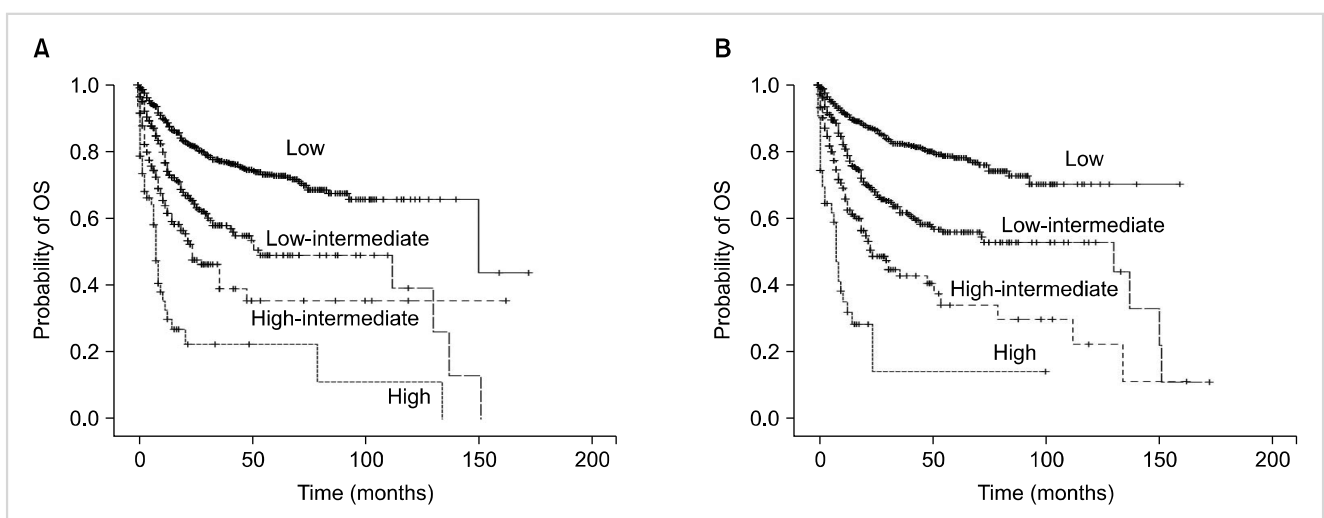 A
Probability of OS
1.0
0.8
0.6
0.4
0.2
0.0
Low
Low-intermediate
High-intermediate
High
0 50 100 150 200
Time (months)
B
Probability of OS
1.0
0.8
0.6
0.4
0.2
0.0
Low
Low-intermediate
High-intermediate
High
0 50 100 150 200
Time (months)